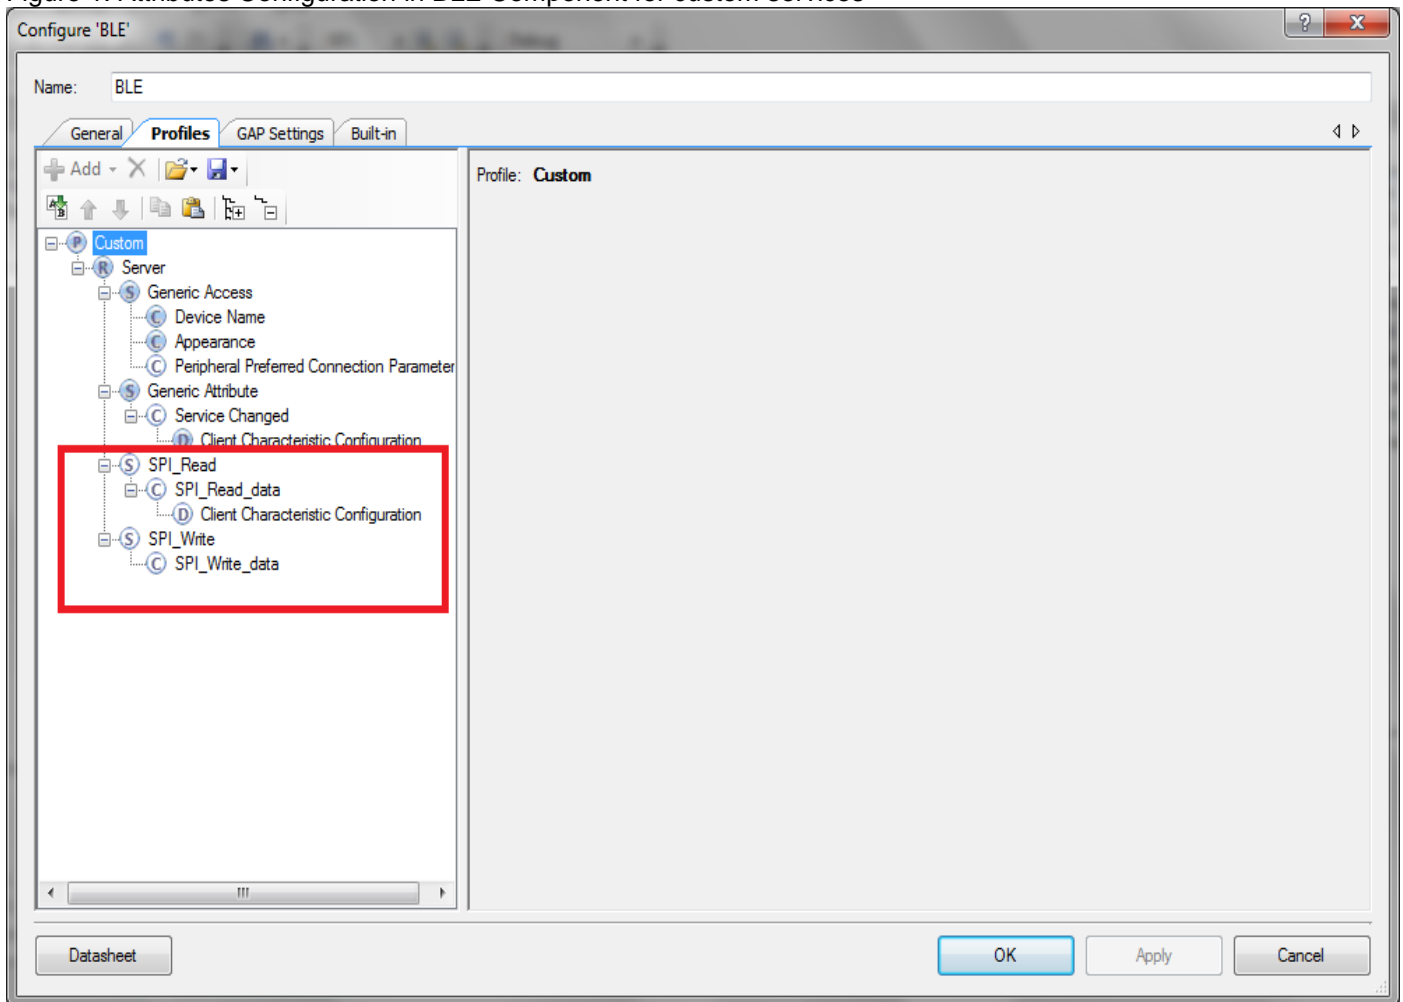 Configure 'BLE'
Name: BLE
General Profiles GAP Settings Built-in
Add
Profile: Custom
P Custom
R Server
S Generic Access
C Device Name
C Appearance
C Peripheral Preferred Connection Parameter
S Generic Attribute
C Service Changed
D Client Characteristic Configuration
S SPI_Read
C SPI_Read_data
D Client Characteristic Configuration
S SPI_Write
C SPI_Write_data
Datasheet OK Apply Cancel